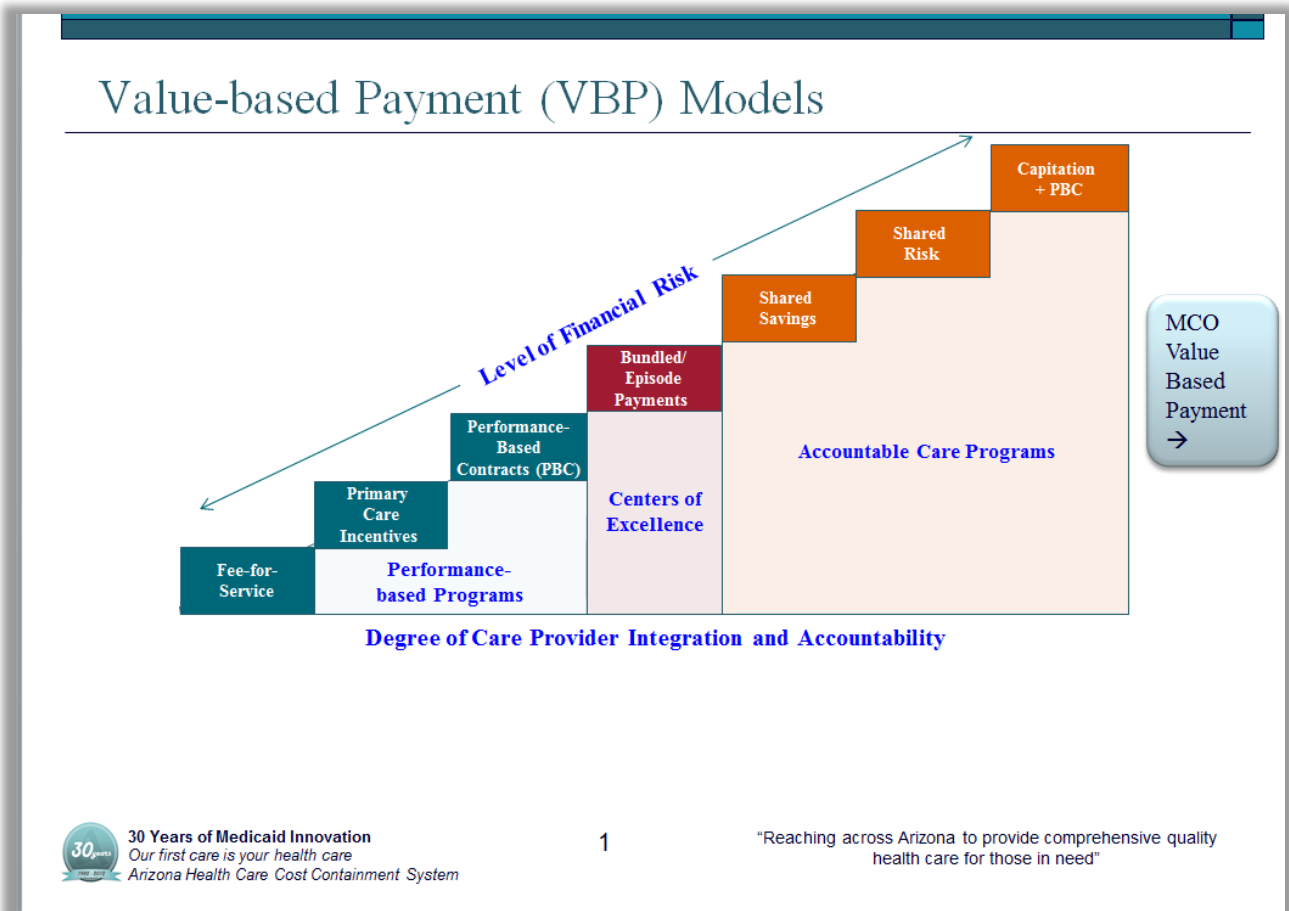 Value-based Payment (VBP) Models
Capitation
+ PBC
Shared
Risk
Shared
Savings
Level of Financial Risk
Bundled/
Episode
Payments
Performance-
Based
Contracts (PBC)
Primary
Care
Incentives
Fee-for-
Service
Performance-
based Programs
Centers of
Excellence
Accountable Care Programs
MCO
Value
Based
Payment
→
Degree of Care Provider Integration and Accountability
30 years
30 Years of Medicaid Innovation
Our first care is your health care
Arizona Health Care Cost Containment System
1
“Reaching across Arizona to provide comprehensive quality
health care for those in need”